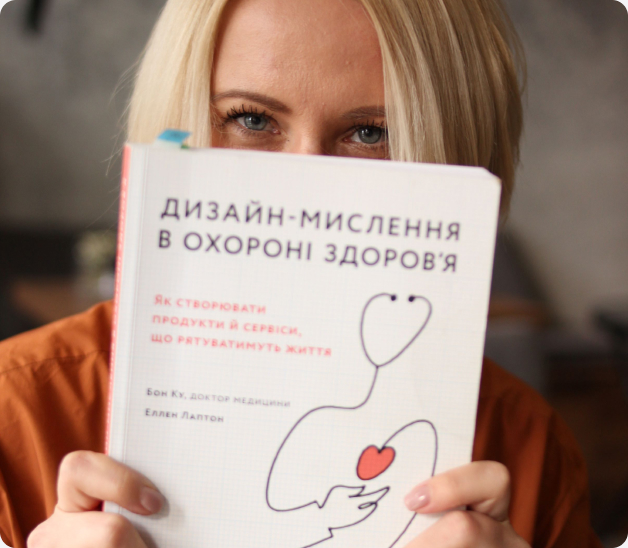 ДИЗАЙН-МИСЛЕННЯ
В ОХОРОНІ ЗДОРОВ'Я
Як створювати
продукти й сервіси,
що рятуватимуть життя
Бон Ку, доктор медицини
Еллен Лаптон